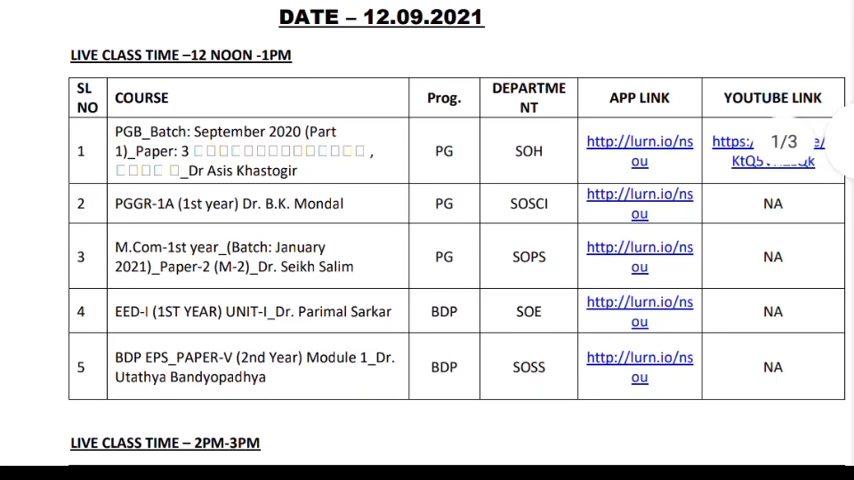 DATE – 12.09.2021
LIVE CLASS TIME –12 NOON -1PM
SL NO COURSE Prog. DEPARTME NT APP LINK YOUTUBE LINK
1 PGB_Batch: September 2020 (Part 1)_Paper: 3 , _Dr Asis Khastogir PG SOH http://lurn.io/ns ou https:
1/3
2 PGGR-1A (1st year) Dr. B.K. Mondal PG SOSCI http://lurn.io/ns ou NA
3 M.Com-1st year_(Batch: January 2021)_Paper-2 (M-2)_Dr. Seikh Salim PG SOPS http://lurn.io/ns ou NA
4 EED-I (1ST YEAR) UNIT-I_Dr. Parimal Sarkar BDP SOE http://lurn.io/ns ou NA
5 BDP EPS_PAPER-V (2nd Year) Module 1_Dr. Utathya Bandyopadhya BDP SOSS http://lurn.io/ns ou NA
LIVE CLASS TIME – 2PM-3PM